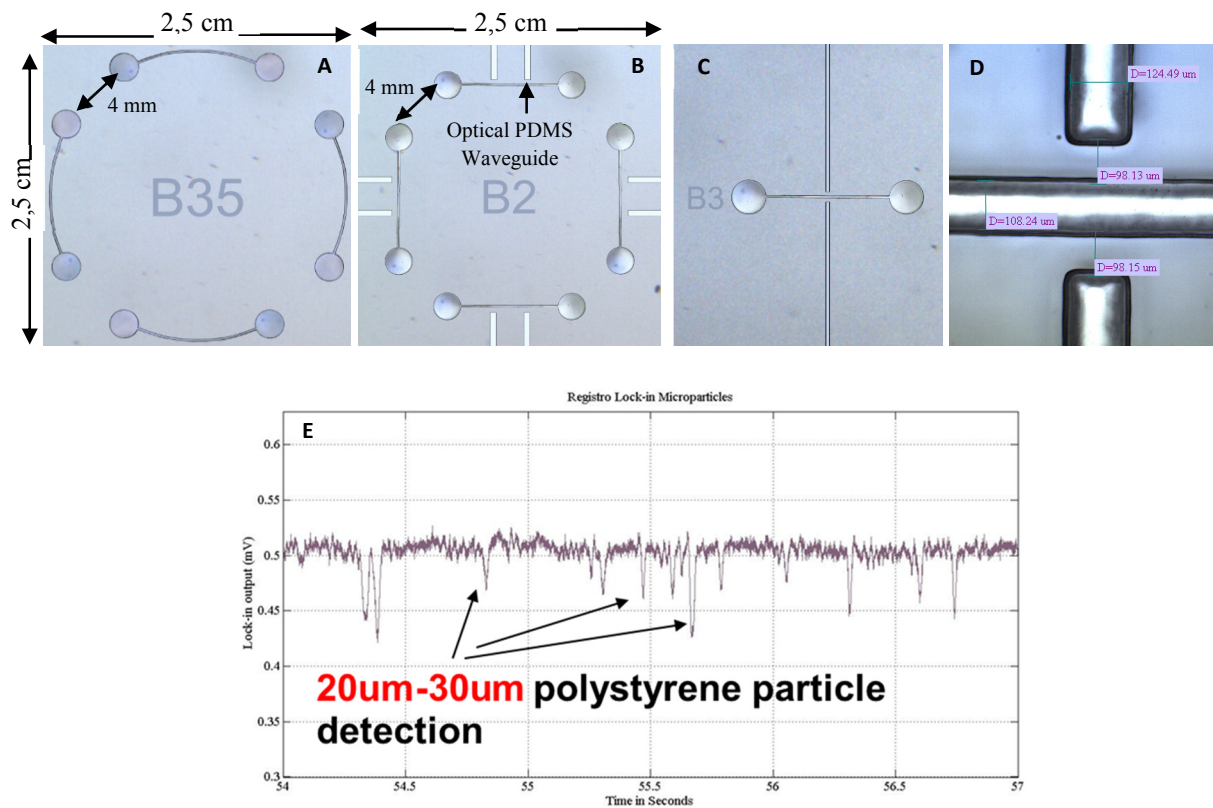 2,5 cm
2,5 cm
A
B
C
D
2,5 cm
4 mm
4 mm
Optical PDMS
Waveguide
B35
B2
B3
D=124.49 um
D=98.13 um
D=108.24 um
D=98.15 um
Registro Lock-in Microparticles
E
Lock-in output (mV)
0.6
0.55
0.5
0.45
0.4
0.35
0.3
20um-30um polystyrene particle
detection
54
54.5
55
55.5
56
56.5
57
Time in Seconds